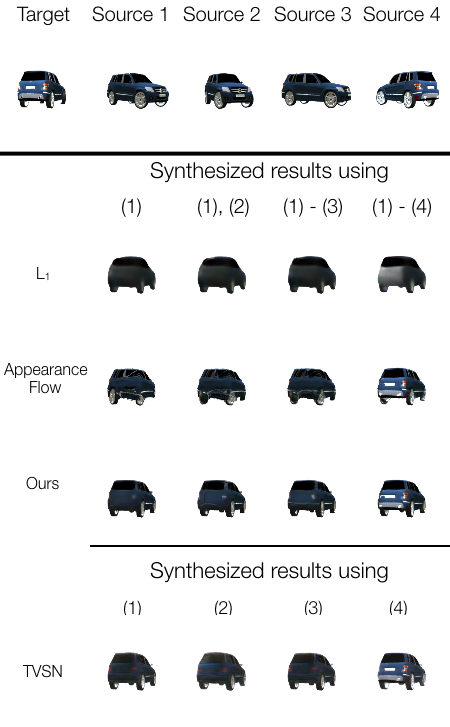 Target Source 1 Source 2 Source 3 Source 4
Synthesized results using
(1) (1), (2) (1) - (3) (1) - (4)
L₁
Appearance
Flow
Ours
Synthesized results using
(1) (2) (3) (4)
TVSN